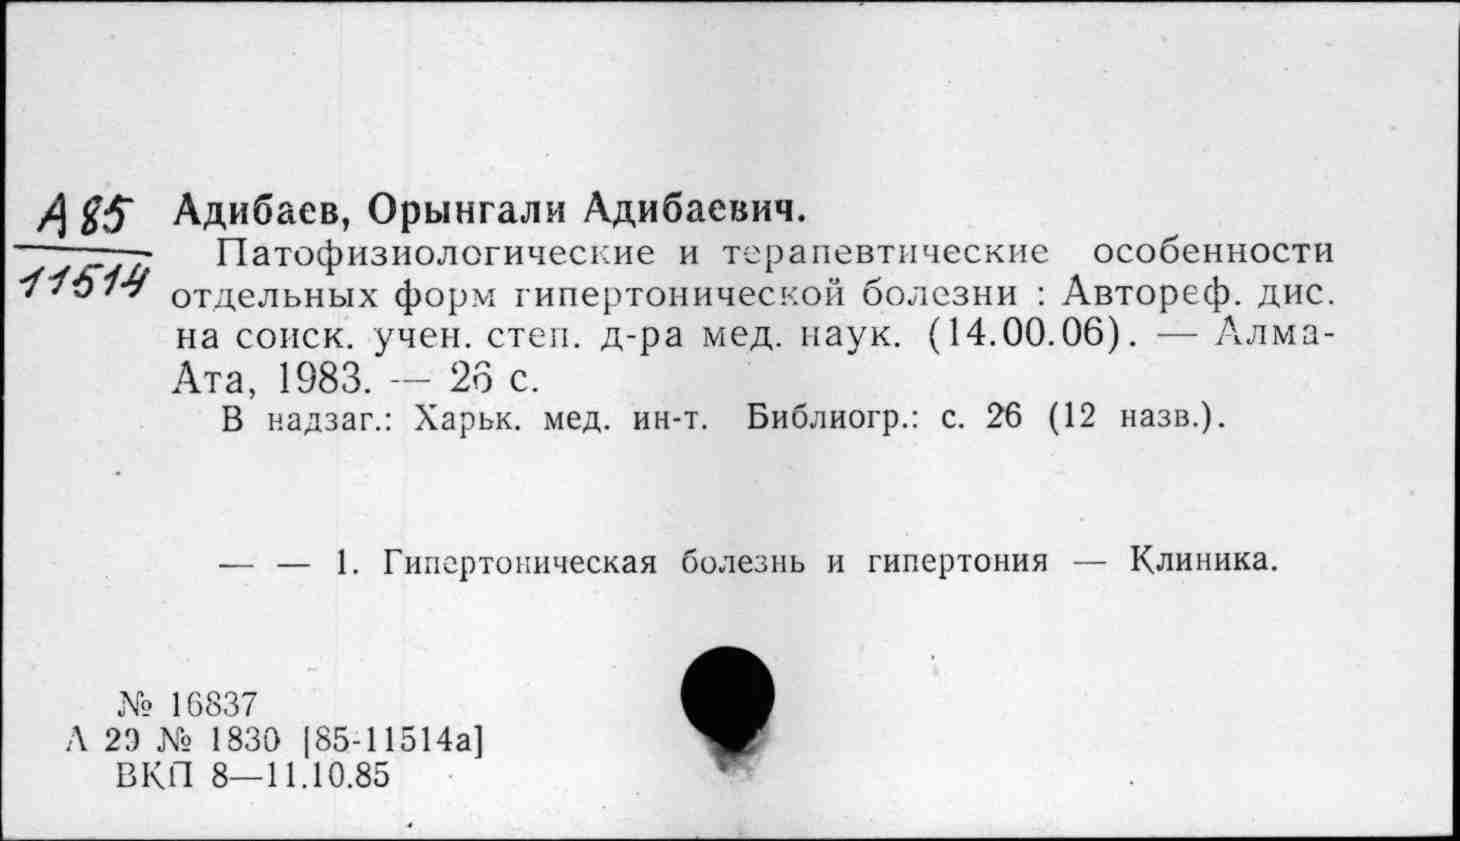 А 85
11514
Адибаев, Орынгали Адибаевич.
Патофизиологические и терапевтические особенности
отдельных форм гипертонической болезни : Автореф. дис.
на соиск. учен. степ. д-ра мед. наук. (14.00.06). — Алма-
Ата, 1983. — 26 с.
В надзаг.: Харьк. мед. ин-т. Библиогр.: с. 26 (12 назв.).
— — 1. Гипертоническая болезнь и гипертония — Клиника.
№ 16837
Л 29 № 1830 [85-11514а]
ВКП 8—11.10.85